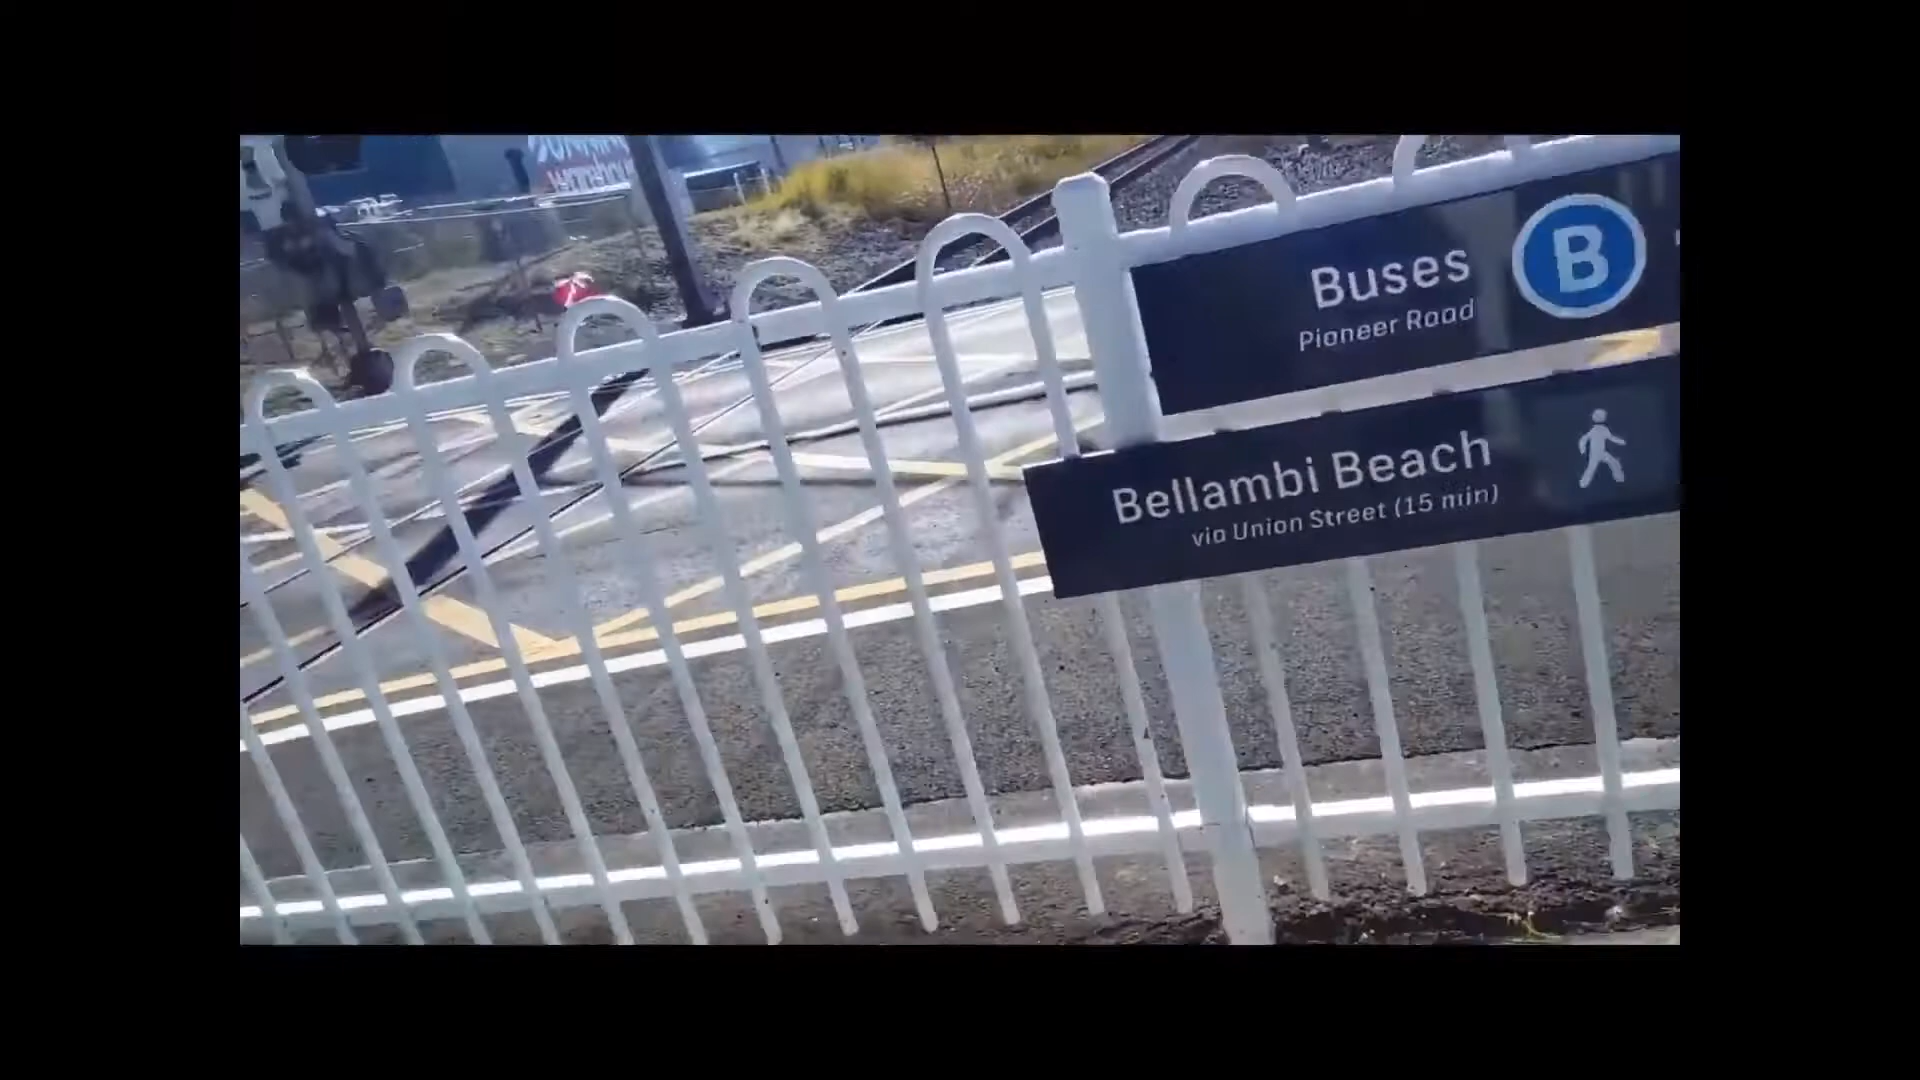 Buses
B
Pioneer Road
Bellambi Beach
via Union Street (15 min)